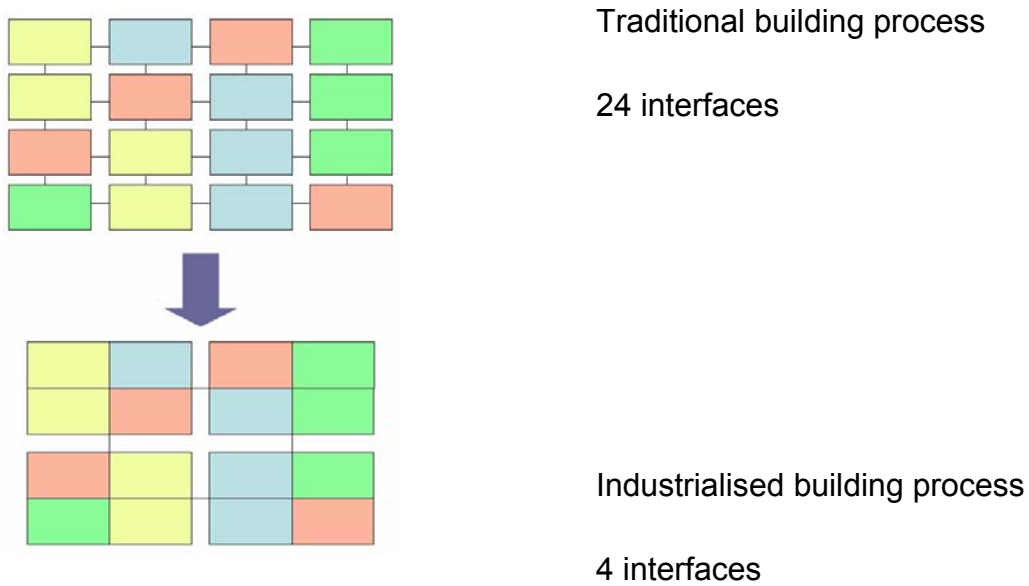 Traditional building process
24 interfaces
Industrialised building process
4 interfaces